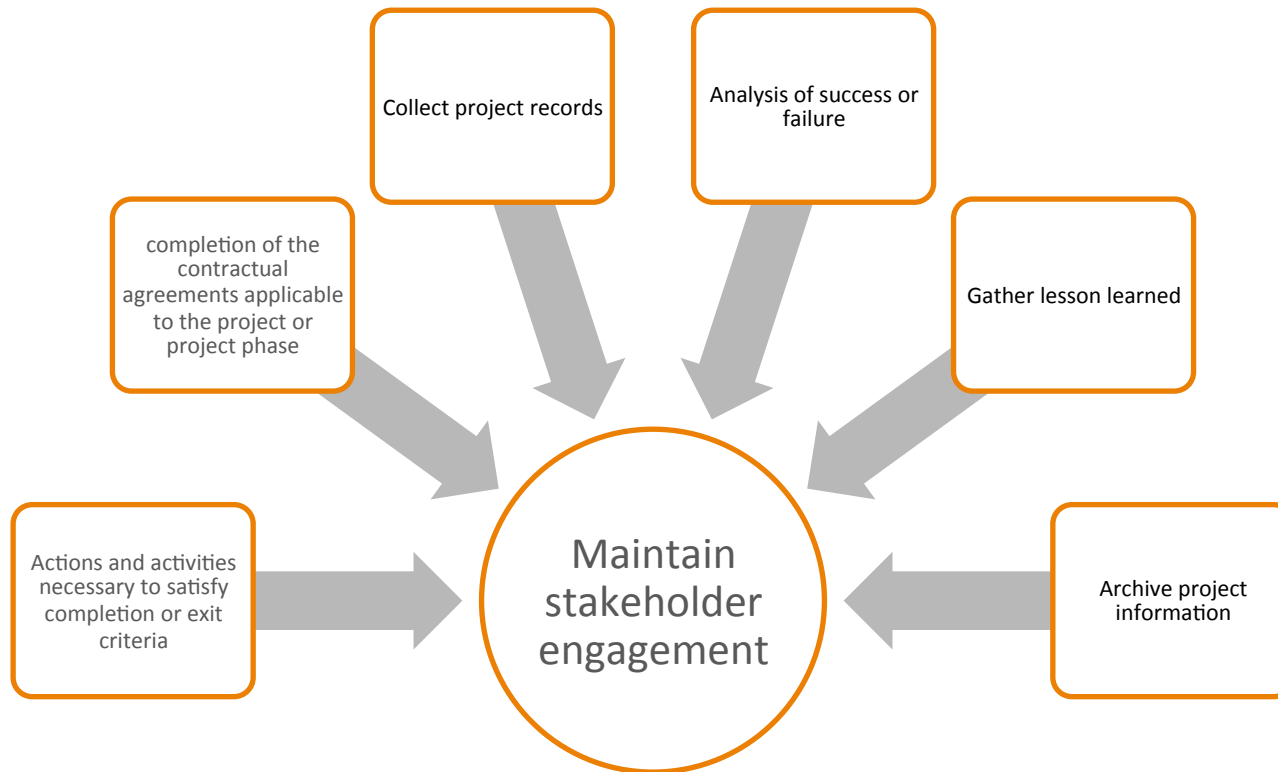 Collect project records
Analysis of success or
failure
completion of the
contractual
agreements applicable
to the project or
project phase
Gather lesson learned
Actions and activities
necessary to satisfy
completion or exit
criteria
Maintain
stakeholder
engagement
Archive project
information